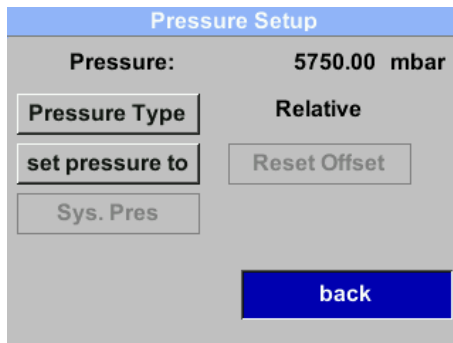 Pressure Setup
Pressure: 5750.00 mbar
Pressure Type Relative
set pressure to Reset Offset
Sys. Pres
back